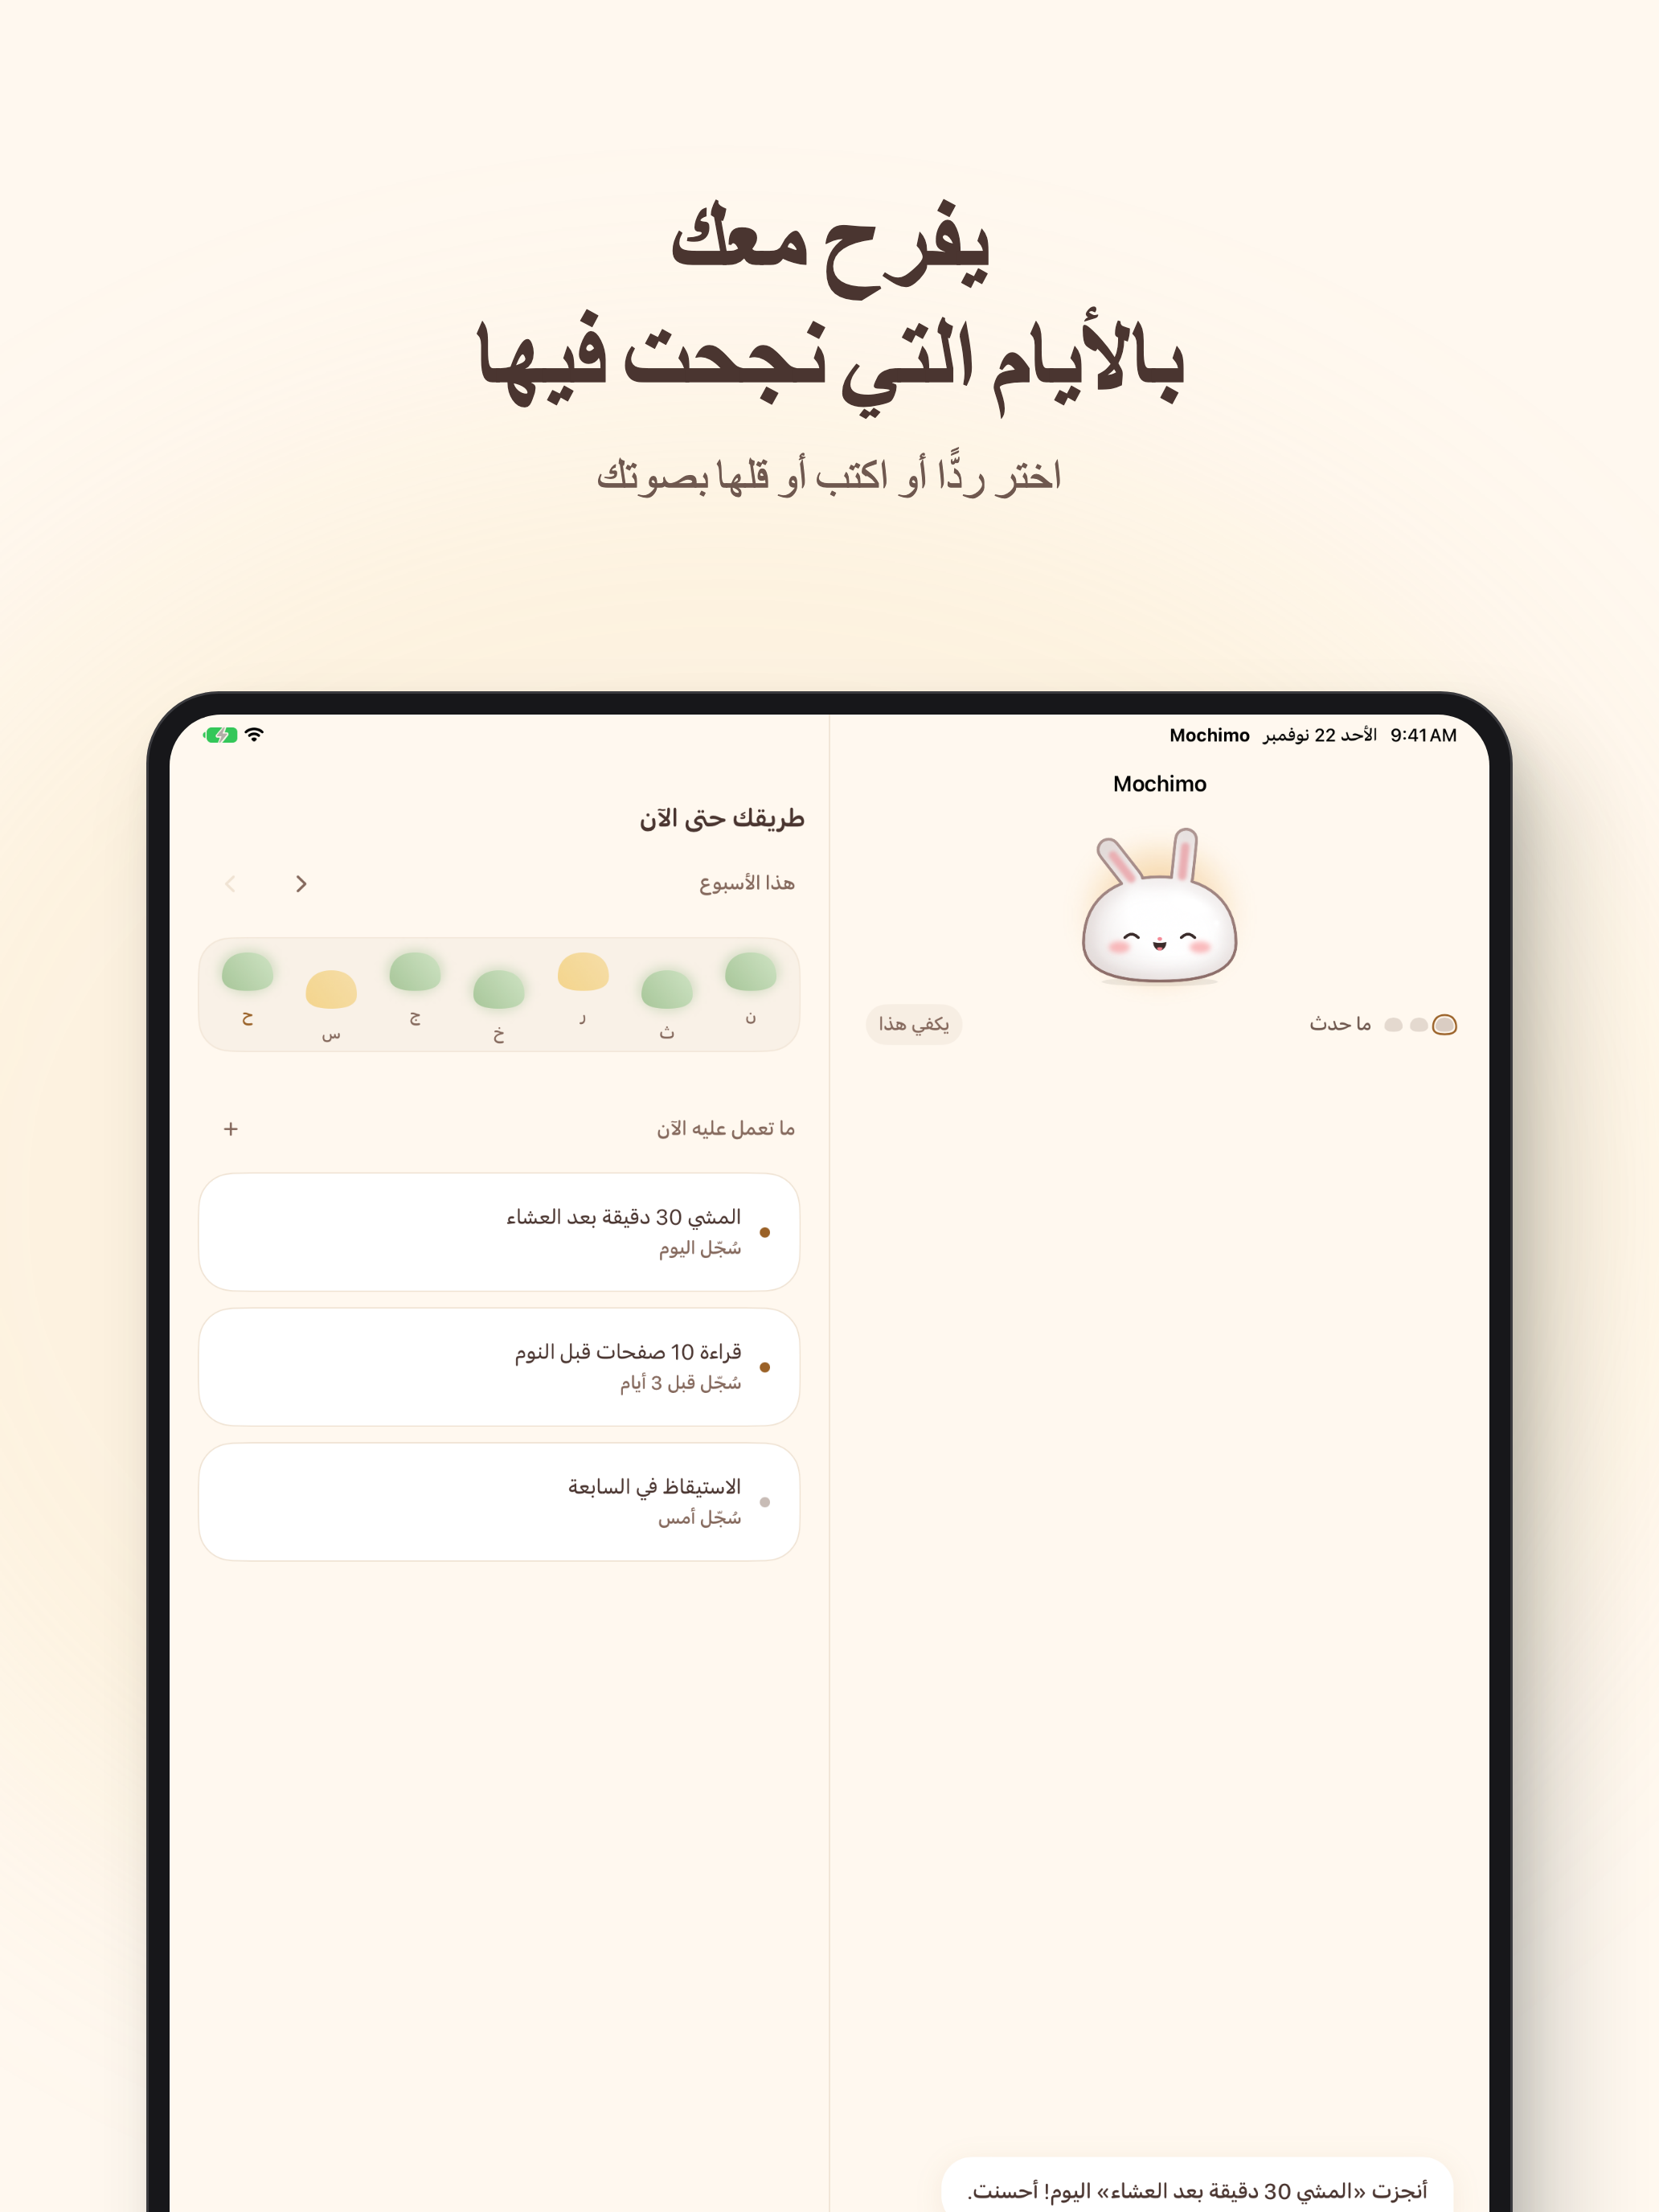 يفرح معك
بالأيام التي نجحت فيها
اختر ردًّا أو اكتب أو قلها بصوتك
9:41 AM الأحد 22 نوفمبر Mochimo
Mochimo
ما حدث
يكفي هذا
أنجزت «المشي 30 دقيقة بعد العشاء» اليوم! أحسنت.
طريقك حتى الآن
هذا الأسبوع
ن ث ر خ ج س ح
ما تعمل عليه الآن
+
المشي 30 دقيقة بعد العشاء
سُجّل اليوم
قراءة 10 صفحات قبل النوم
سُجّل قبل 3 أيام
الاستيقاظ في السابعة
سُجّل أمس